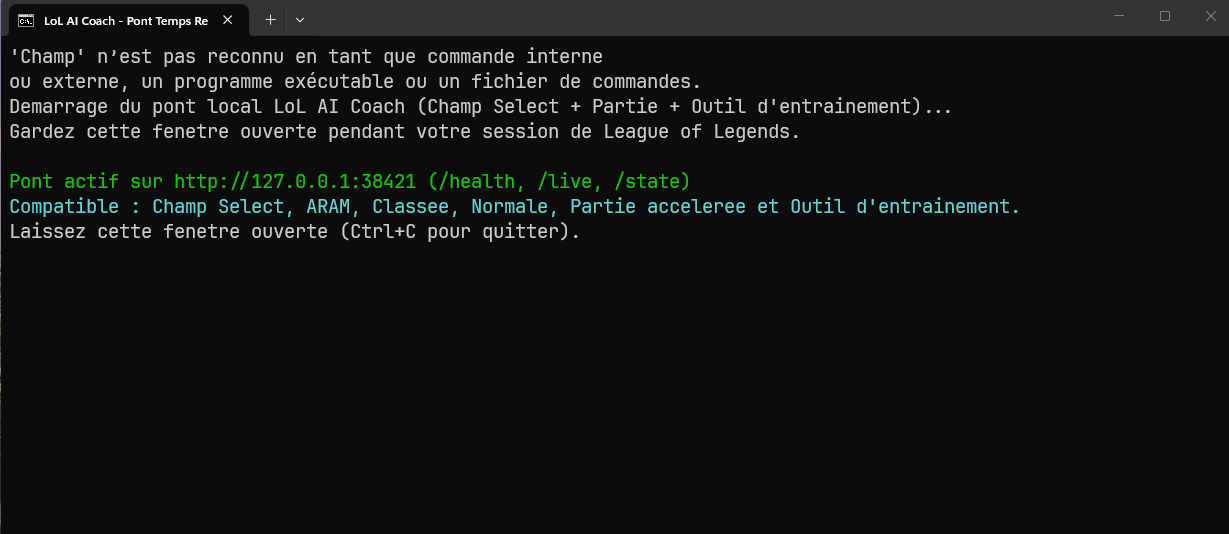 LoL AI Coach - Pont Temps Re
'Champ' n’est pas reconnu en tant que commande interne
ou externe, un programme exécutable ou un fichier de commandes.
Demarrage du pont local LoL AI Coach (Champ Select + Partie + Outil d'entrainement)...
Gardez cette fenetre ouverte pendant votre session de League of Legends.
Pont actif sur http://127.0.0.1:38421 (/health, /live, /state)
Compatible : Champ Select, ARAM, Classee, Normale, Partie acceleree et Outil d'entrainement.
Laissez cette fenetre ouverte (Ctrl+C pour quitter).